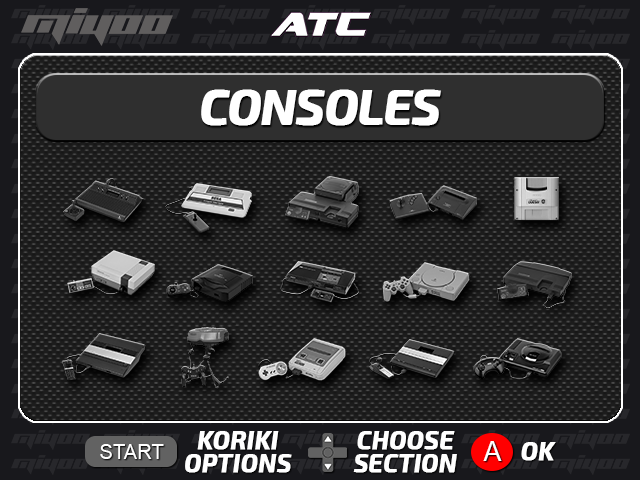 miyoo
ATC
CONSOLES
START
KORIKI
OPTIONS
CHOOSE
SECTION
A
OK